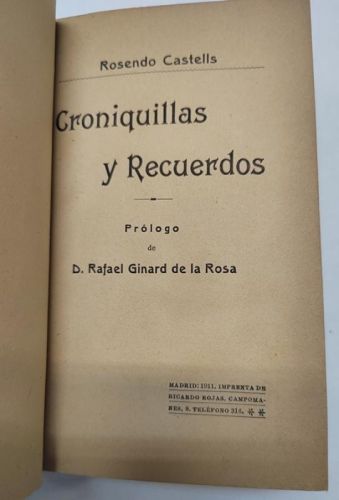 Rosendo Castells
Croniquillas
y Recuerdos
Prólogo
de
D. Rafael Ginard de la Rosa
MADRID: 1911. IMPRENTA DE
RICARDO ROJAS, CAMPOMA-
NES, 8. TELÉFONO 316.